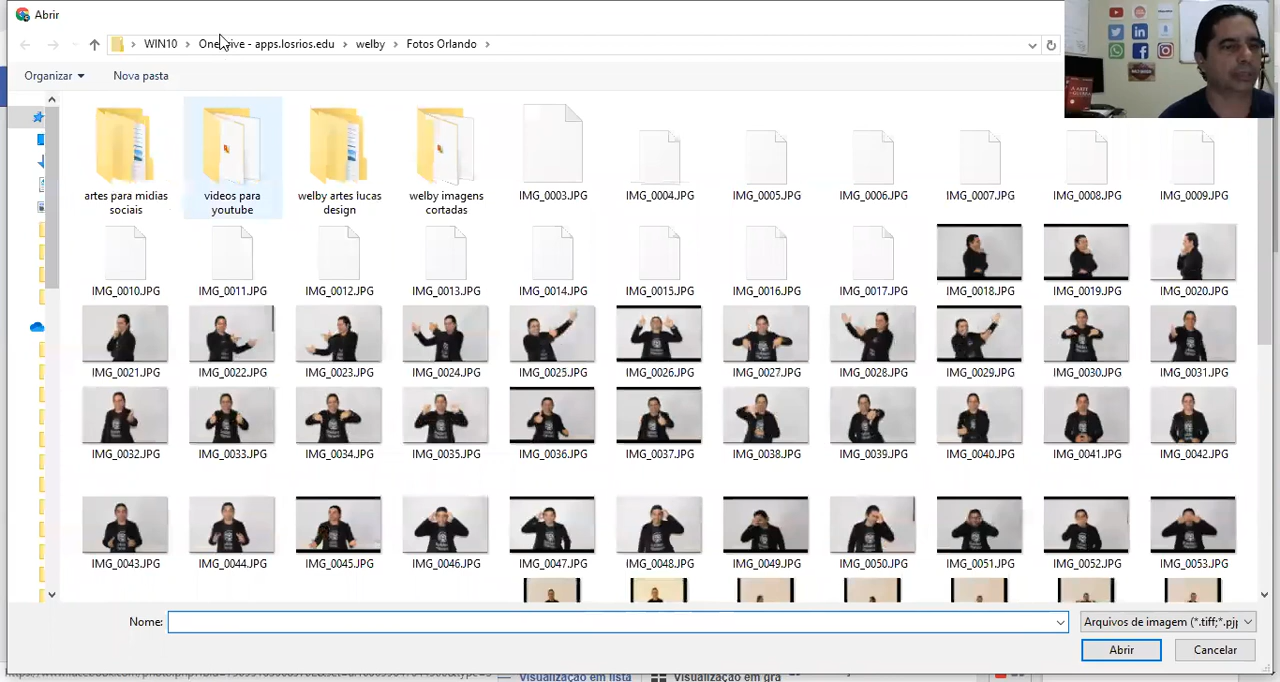 Abrir
WIN10 > OneDrive - apps.losrios.edu > welby > Fotos Orlando >
Organizar Nova pasta
artes para midias sociais
videos para youtube
welby artes lucas design
welby imagens cortadas
IMG_0003.JPG IMG_0004.JPG IMG_0005.JPG IMG_0006.JPG IMG_0007.JPG IMG_0008.JPG IMG_0009.JPG
IMG_0010.JPG IMG_0011.JPG IMG_0012.JPG IMG_0013.JPG IMG_0014.JPG IMG_0015.JPG IMG_0016.JPG IMG_0017.JPG IMG_0018.JPG IMG_0019.JPG IMG_0020.JPG
IMG_0021.JPG IMG_0022.JPG IMG_0023.JPG IMG_0024.JPG IMG_0025.JPG IMG_0026.JPG IMG_0027.JPG IMG_0028.JPG IMG_0029.JPG IMG_0030.JPG IMG_0031.JPG
IMG_0032.JPG IMG_0033.JPG IMG_0034.JPG IMG_0035.JPG IMG_0036.JPG IMG_0037.JPG IMG_0038.JPG IMG_0039.JPG IMG_0040.JPG IMG_0041.JPG IMG_0042.JPG
IMG_0043.JPG IMG_0044.JPG IMG_0045.JPG IMG_0046.JPG IMG_0047.JPG IMG_0048.JPG IMG_0049.JPG IMG_0050.JPG IMG_0051.JPG IMG_0052.JPG IMG_0053.JPG
Nome: Arquivos de imagem (*.tiff;*.pjp
Abrir Cancelar
Visualização em lista Visualização em gra
A ARTE
GUERRA